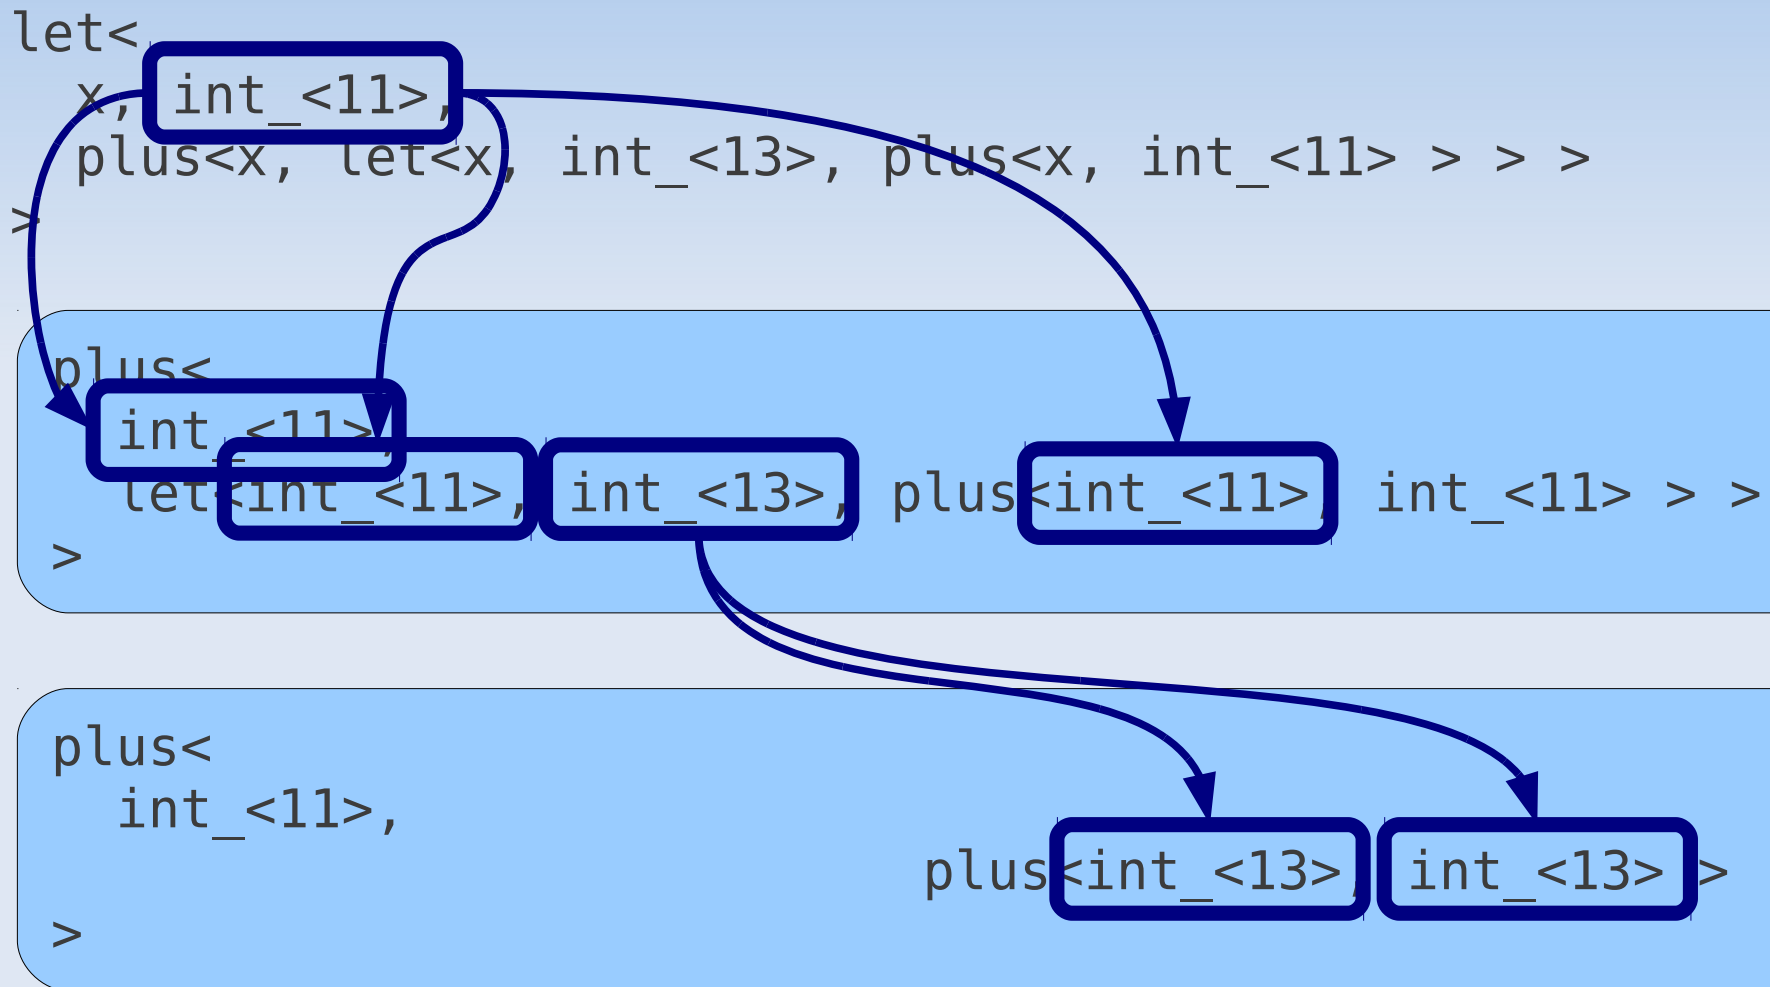 let<
x, int_<11>,
plus<x, let<x, int_<13>, plus<x, int_<11> > > >
>
plus<
int_<11>,
let<int_<11>, int_<13>, plus<int_<11>, int_<11> > >
>
plus<
int_<11>,
plus<int_<13>, int_<13> >
>